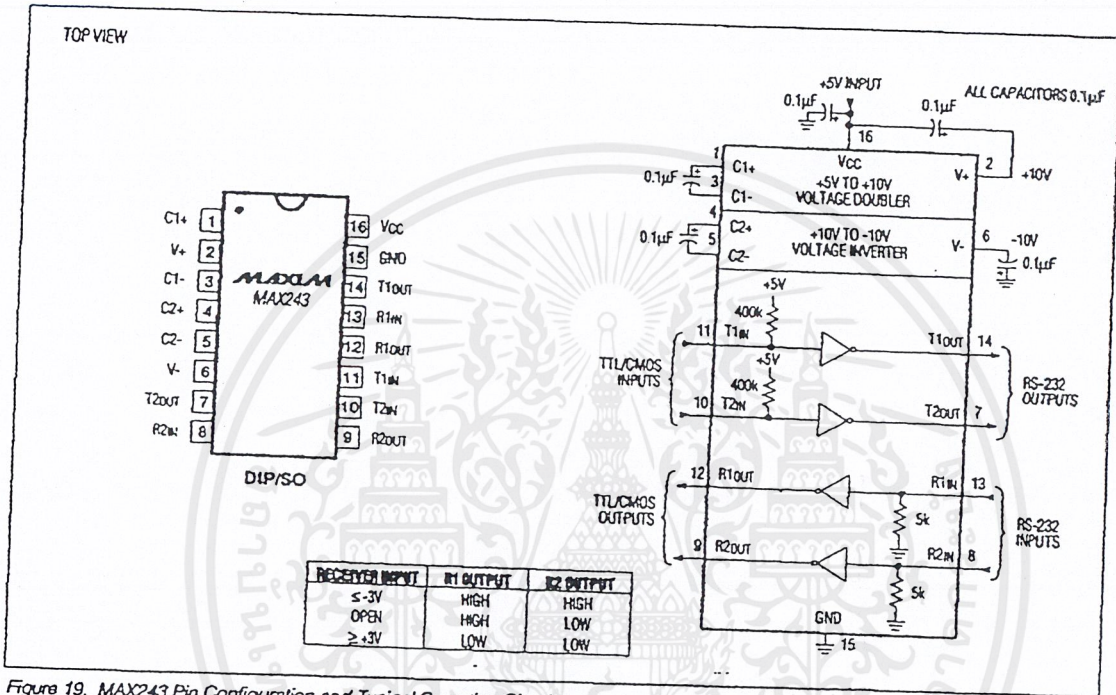 TOP VIEW
C1+ 1
V+ 2
C1- 3
C2+ 4
C2- 5
V- 6
T2OUT 7
R2IN 8
MAXIM
MAX243
16 VCC
15 GND
14 T1OUT
13 R1IN
12 R1OUT
11 T1IN
10 T2IN
9 R2OUT
DIP/SO
+5V INPUT
ALL CAPACITORS 0.1µF
0.1µF
0.1µF
16
VCC
1 C1+
0.1µF
3 C1-
+5V TO +10V
VOLTAGE DOUBLER
V+ 2
+10V
4 C2+
0.1µF
5 C2-
+10V TO -10V
VOLTAGE INVERTER
V- 6
-10V
0.1µF
+5V
400k
11 T1IN
T1OUT 14
TTL/CMOS
INPUTS
+5V
400k
10 T2IN
T2OUT 7
RS-232
OUTPUTS
12 R1OUT
R1IN 13
TTL/CMOS
OUTPUTS
5k
9 R2OUT
R2IN 8
5k
RS-232
INPUTS
GND
15
RECEIVER INPUT R1 OUTPUT R2 OUTPUT
≤ -3V HIGH HIGH
OPEN HIGH LOW
≥ +3V LOW LOW
Figure 19. MAX243 Pin Configuration and Typical